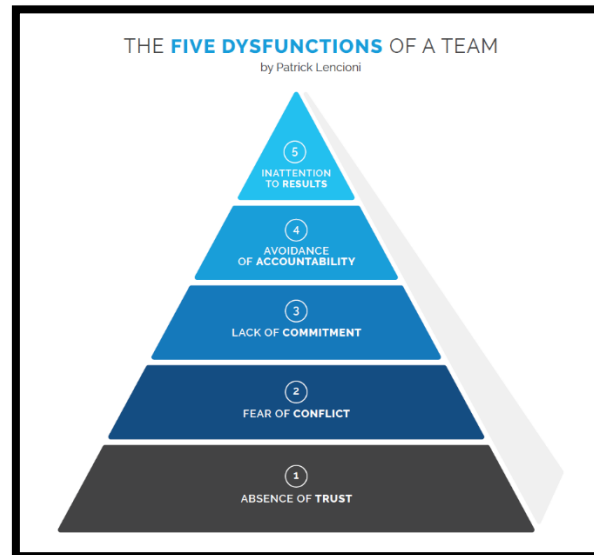 THE FIVE DYSFUNCTIONS OF A TEAM
by Patrick Lencioni
5
INATTENTION
TO RESULTS
4
AVOIDANCE
OF ACCOUNTABILITY
3
LACK OF COMMITMENT
2
FEAR OF CONFLICT
1
ABSENCE OF TRUST